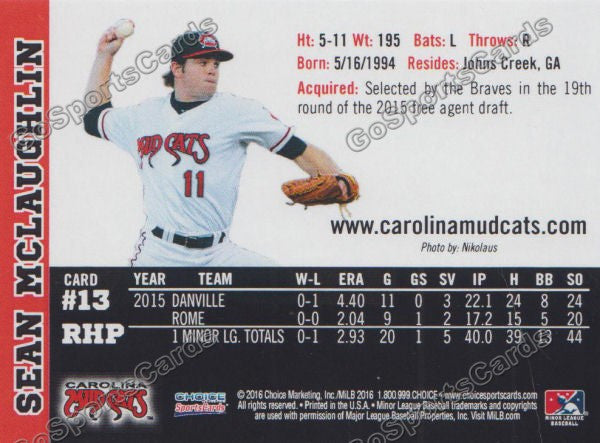 SEAN MCLAUGHLIN
Ht: 5-11 Wt: 195 Bats: L Throws: R
Born: 5/16/1994 Resides: Johns Creek, GA
Acquired: Selected by the Braves in the 19th
round of the 2015 free agent draft.
MUDCATS
11
www.carolinamudcats.com
Photo by: Nikolaus
CARD
#13
RHP
YEAR TEAM W-L ERA G GS SV IP H BB SO
2015 DANVILLE 0-1 4.40 11 0 3 22.1 24 8 24
ROME 0-0 2.04 9 1 2 17.2 15 5 20
1 MINOR LG. TOTALS 0-1 2.93 20 1 5 40.0 39 13 44
CAROLINA
MUDCATS
CHOICE
SportsCards
©2016 Choice Marketing, Inc/MiLB 2016 1.800.999.CHOICE • www.choicesportscards.com
All rights reserved. • Printed in the U.S.A. • Minor League Baseball trademarks and copyrights
are used with permission of Major League Baseball Properties, Inc. Visit MiLB.com
MINOR LEAGUE
BASEBALL
GoSportsCards
GoSportsCards
GoSportsCards
GoSportsCards
GoSportsCards
GoSportsCards